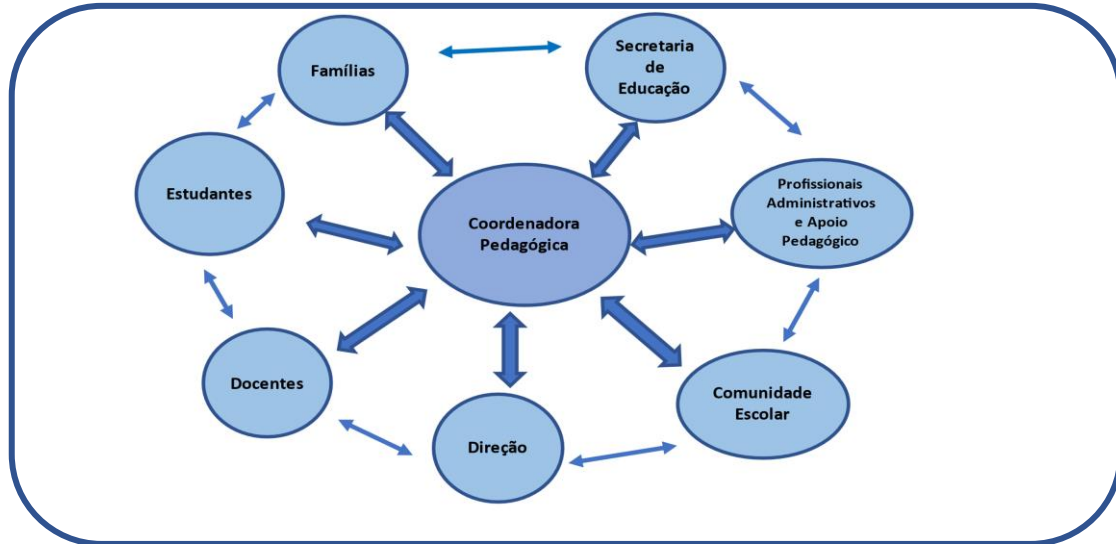 Famílias
Secretaria
de
Educação
Estudantes
Coordenadora
Pedagógica
Profissionais
Administrativos
e Apoio
Pedagógico
Docentes
Direção
Comunidade
Escolar